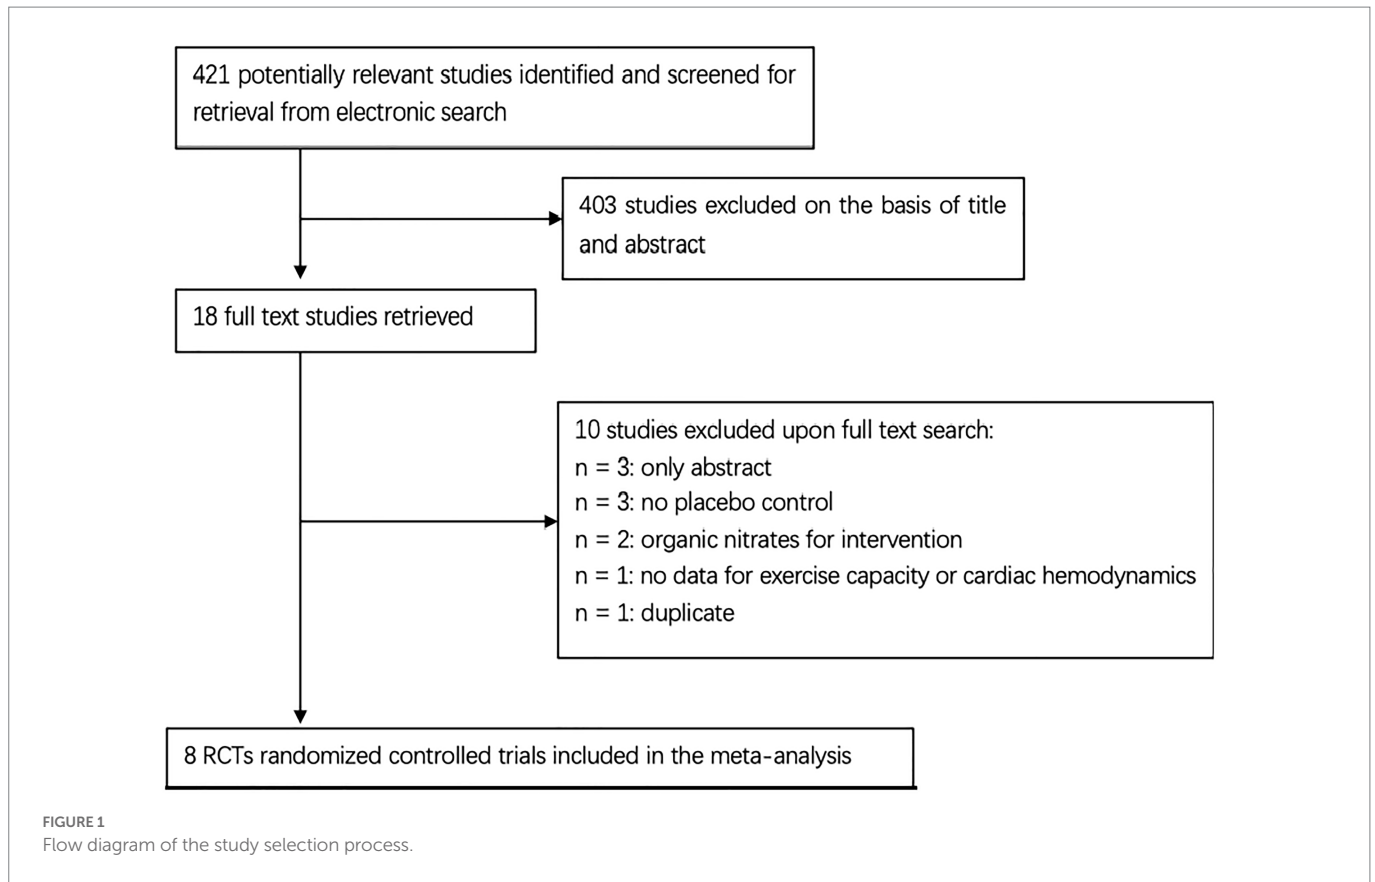 421 potentially relevant studies identified and screened for
retrieval from electronic search
403 studies excluded on the basis of title
and abstract
18 full text studies retrieved
10 studies excluded upon full text search:
n = 3: only abstract
n = 3: no placebo control
n = 2: organic nitrates for intervention
n = 1: no data for exercise capacity or cardiac hemodynamics
n = 1: duplicate
8 RCTs randomized controlled trials included in the meta-analysis
FIGURE 1
Flow diagram of the study selection process.